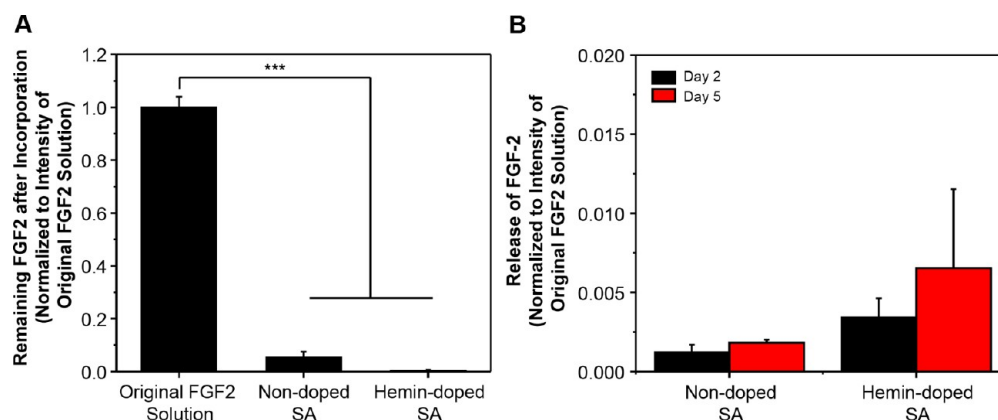 A
Remaining FGF2 after Incorporation
(Normalized to Intensity of
Original FGF2 Solution)
1.2
1.0
0.8
0.6
0.4
0.2
0.0
***
Original FGF2
Solution
Non-doped
SA
Hemin-doped
SA
B
Release of FGF-2
(Normalized to Intensity of
Original FGF2 Solution)
0.020
0.015
0.010
0.005
0.000
Day 2
Day 5
Non-doped
SA
Hemin-doped
SA